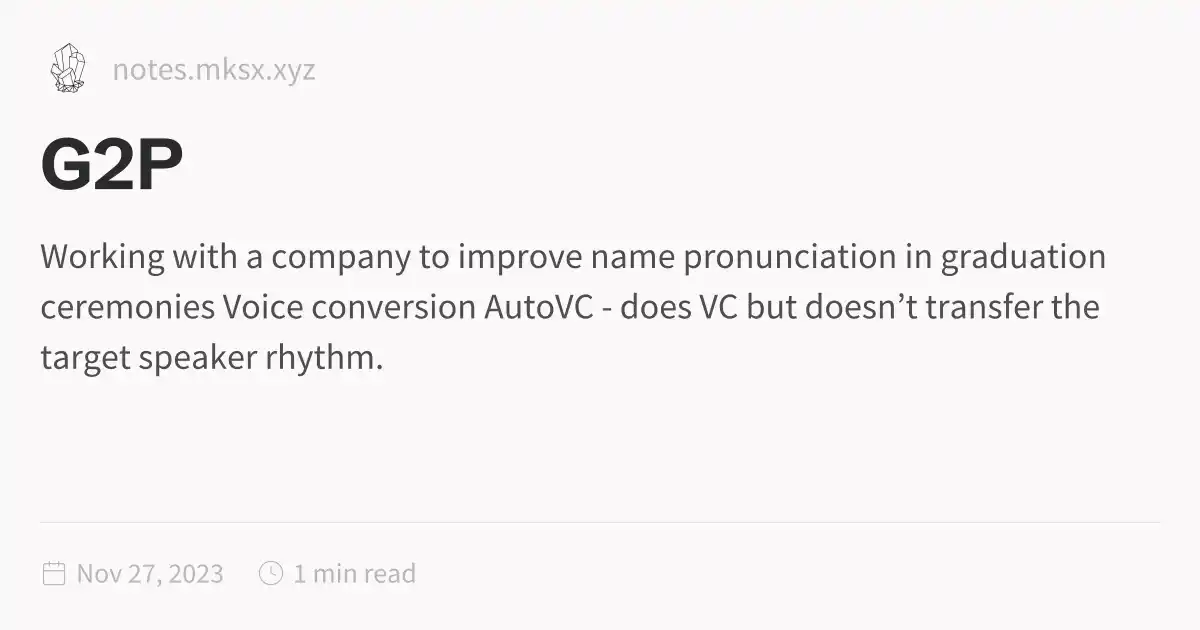 notes.mksx.xyz
G2P
Working with a company to improve name pronunciation in graduation
ceremonies Voice conversion AutoVC - does VC but doesn’t transfer the
target speaker rhythm.
Nov 27, 2023 1 min read